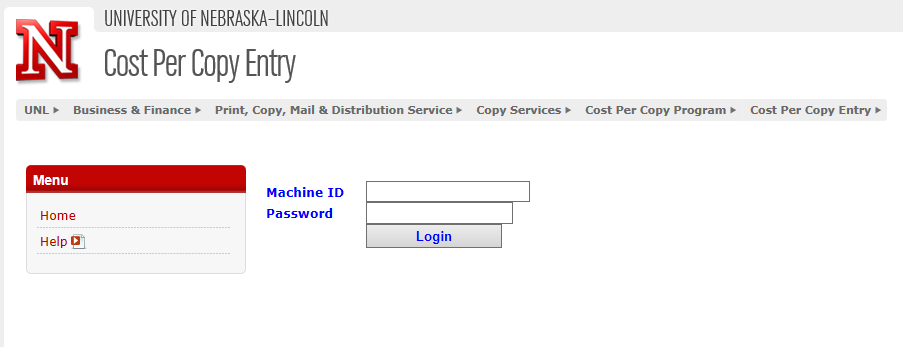 UNIVERSITY OF NEBRASKA–LINCOLN
N
Cost Per Copy Entry
UNL Business & Finance Print, Copy, Mail & Distribution Service Copy Services Cost Per Copy Program Cost Per Copy Entry
Menu
Home
Help
Machine ID
Password
Login